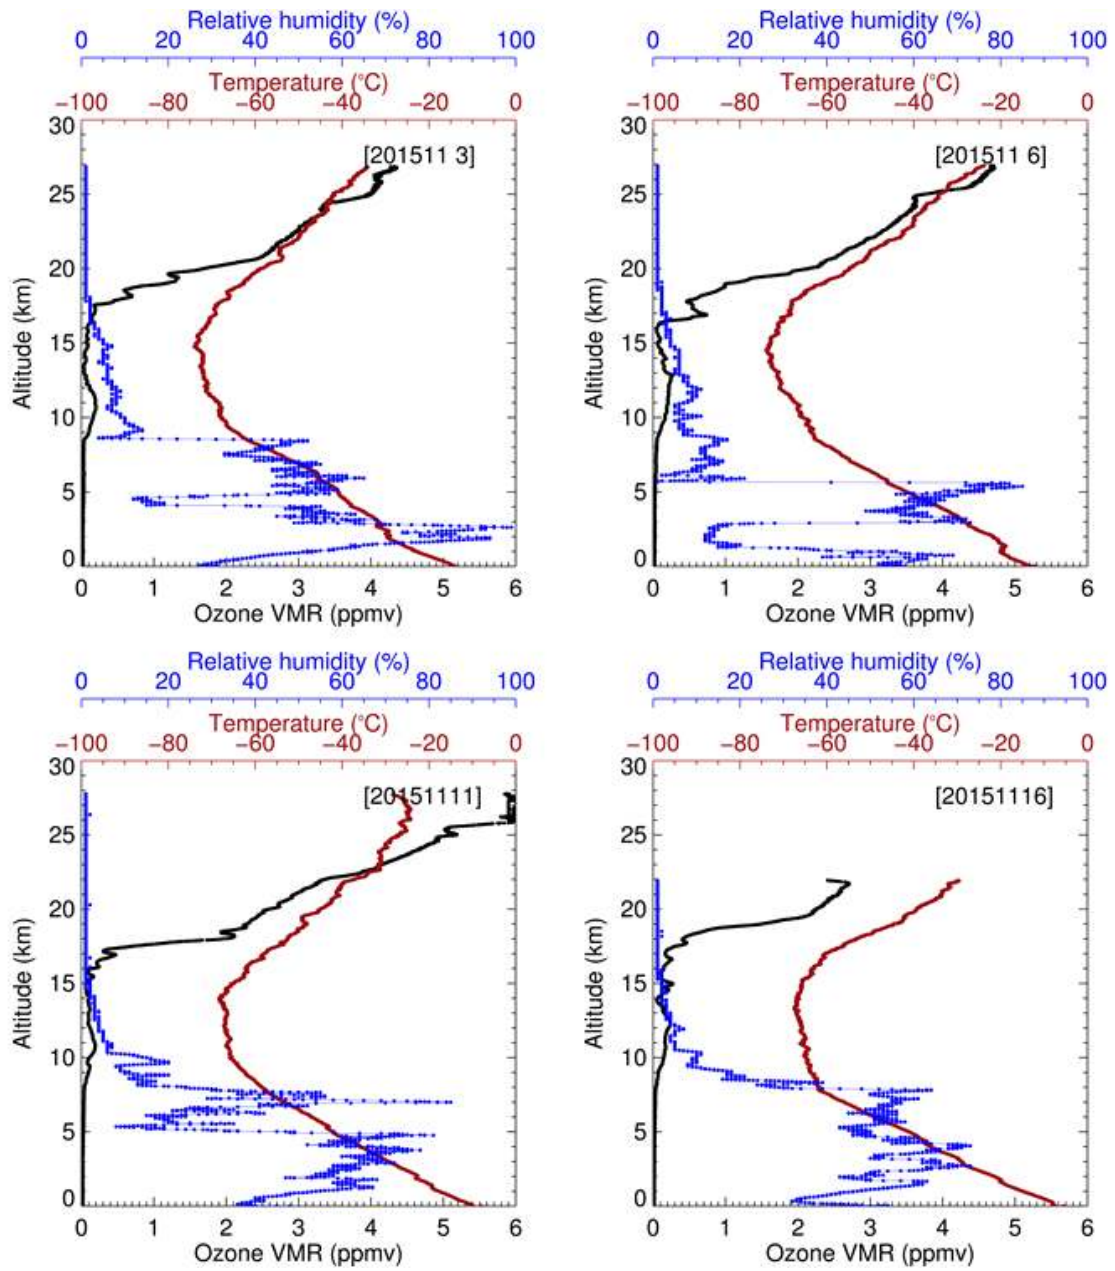 Relative humidity (%)
0 20 40 60 80 100
Temperature (°C)
−100 −80 −60 −40 −20 0
[201511 3]
30
25
20
15
10
5
0
Altitude (km)
0 1 2 3 4 5 6
Ozone VMR (ppmv)
Relative humidity (%)
0 20 40 60 80 100
Temperature (°C)
−100 −80 −60 −40 −20 0
[201511 6]
30
25
20
15
10
5
0
Altitude (km)
0 1 2 3 4 5 6
Ozone VMR (ppmv)
Relative humidity (%)
0 20 40 60 80 100
Temperature (°C)
−100 −80 −60 −40 −20 0
[20151111]
30
25
20
15
10
5
0
Altitude (km)
0 1 2 3 4 5 6
Ozone VMR (ppmv)
Relative humidity (%)
0 20 40 60 80 100
Temperature (°C)
−100 −80 −60 −40 −20 0
[20151116]
30
25
20
15
10
5
0
Altitude (km)
0 1 2 3 4 5 6
Ozone VMR (ppmv)